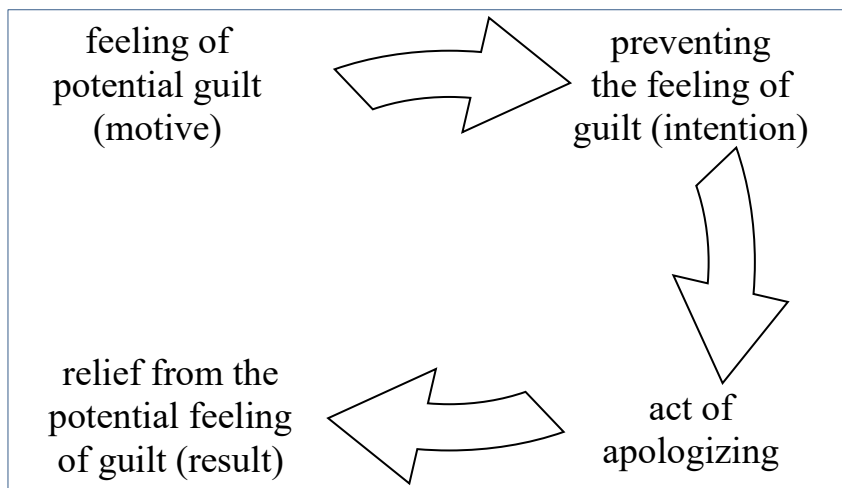 feeling of
potential guilt
(motive)
preventing
the feeling of
guilt (intention)
act of
apologizing
relief from the
potential feeling
of guilt (result)